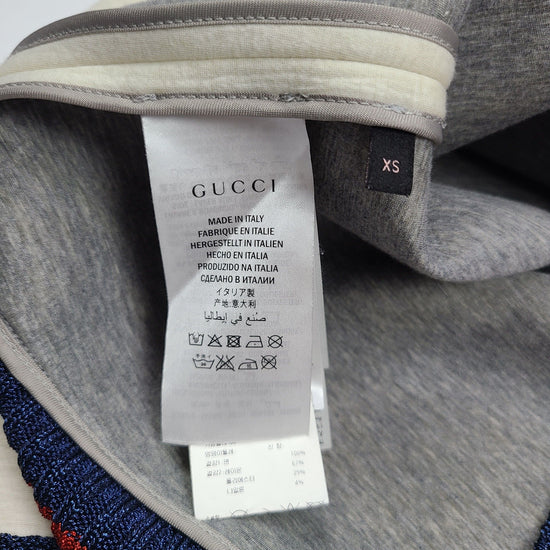 GUCCI
MADE IN ITALY
FABRIQUE EN ITALIE
HERGESTELLT IN ITALIEN
HECHO EN ITALIA
PRODUZIDO NA ITALIA
СДЕЛАНО В ИТАЛИИ
イタリア製
产地:意大利
صنع في إيطاليا
XS
100%
67%
29%
4%